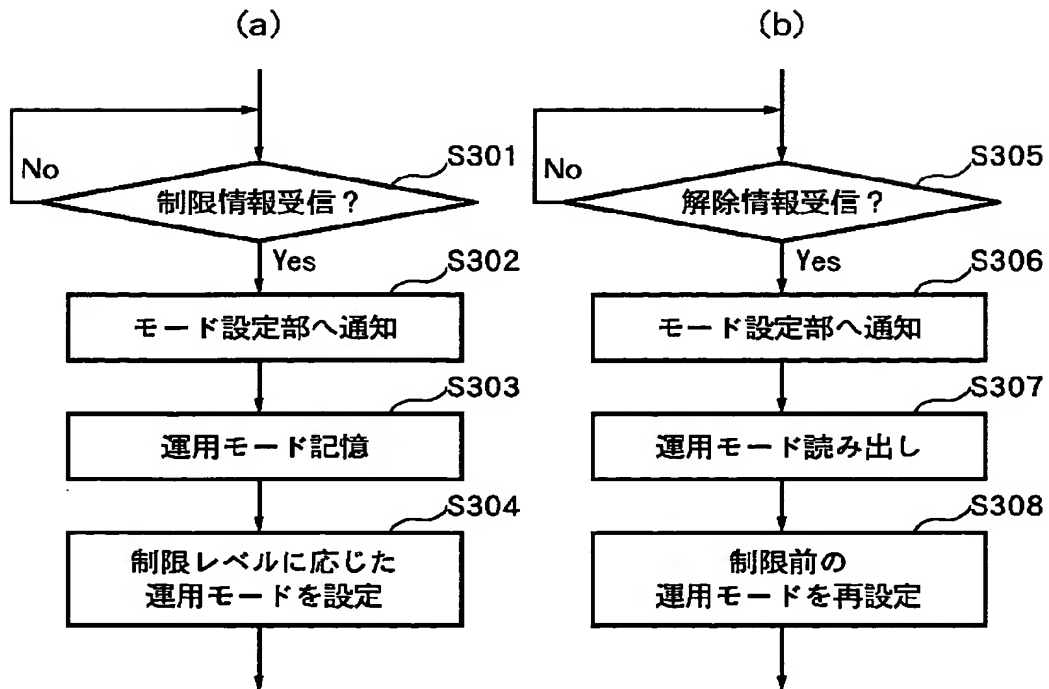 (a)
No
S301
制限情報受信?
Yes
S302
モード設定部へ通知
S303
運用モード記憶
S304
制限レベルに応じた
運用モードを設定
(b)
No
S305
解除情報受信?
Yes
S306
モード設定部へ通知
S307
運用モード読み出し
S308
制限前の
運用モードを再設定